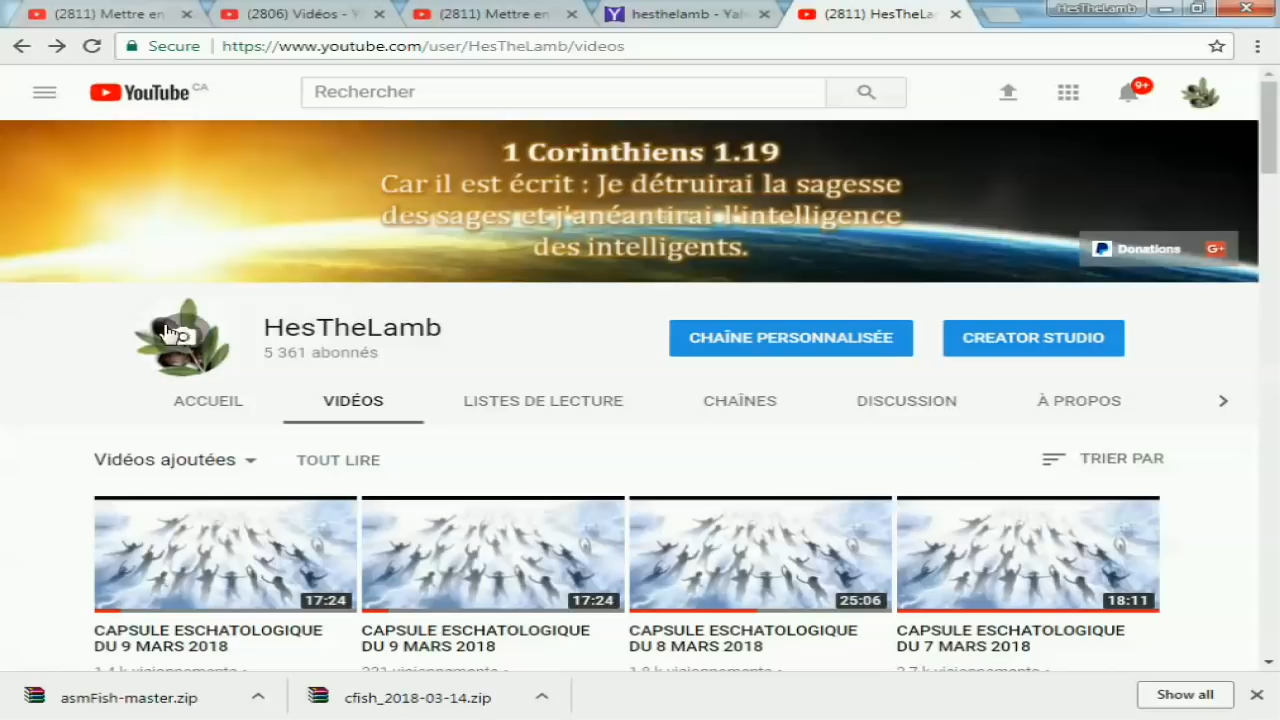 (2811) Mettre en
(2806) Vidéos - Y
(2811) Mettre en
hesthelamb - Yah
(2811) HesTheLa
HesTheLamb
Secure
https://www.youtube.com/user/HesTheLamb/videos
YouTube CA
Rechercher
9+
1 Corinthiens 1.19
Car il est écrit : Je détruirai la sagesse
des sages et j'anéantirai l'intelligence
des intelligents.
Donations
G+
HesTheLamb
5 361 abonnés
CHAÎNE PERSONNALISÉE
CREATOR STUDIO
ACCUEIL
VIDÉOS
LISTES DE LECTURE
CHAÎNES
DISCUSSION
À PROPOS
Vidéos ajoutées
TOUT LIRE
TRIER PAR
17:24
17:24
25:06
18:11
CAPSULE ESCHATOLOGIQUE
DU 9 MARS 2018
CAPSULE ESCHATOLOGIQUE
DU 9 MARS 2018
CAPSULE ESCHATOLOGIQUE
DU 8 MARS 2018
CAPSULE ESCHATOLOGIQUE
DU 7 MARS 2018
asmFish-master.zip
cfish_2018-03-14.zip
Show all